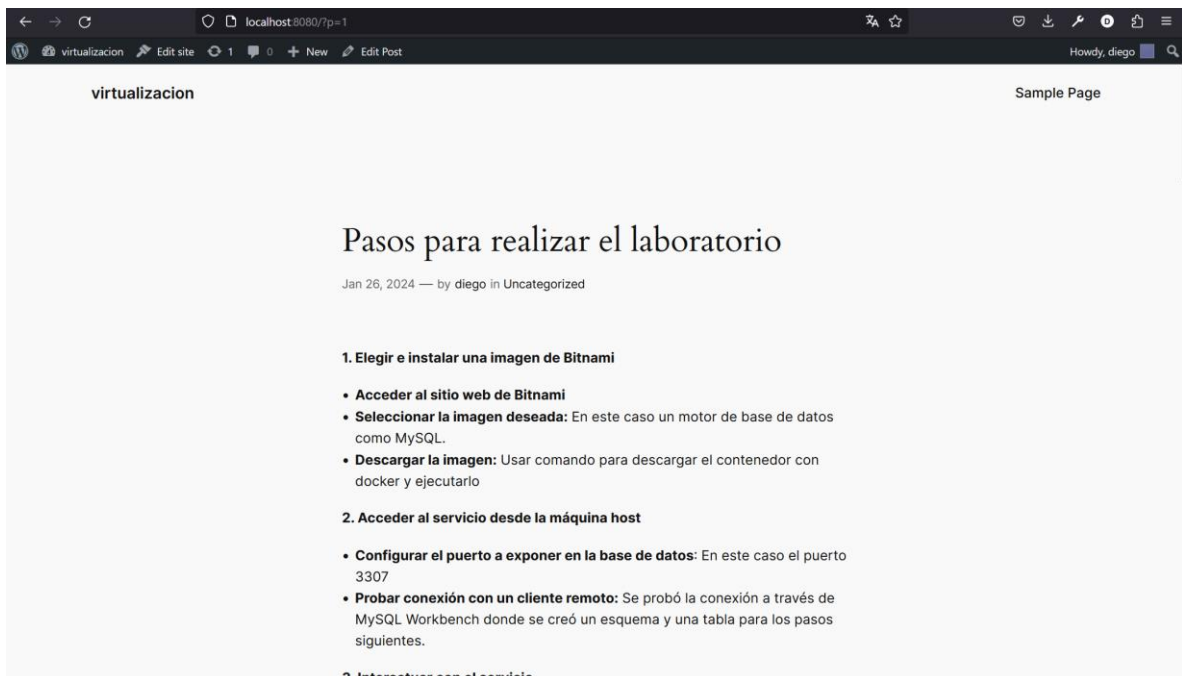 localhost:8080/?p=1
virtualizacion Edit site 1 0 New Edit Post Howdy, diego
virtualizacion Sample Page
Pasos para realizar el laboratorio
Jan 26, 2024 — by diego in Uncategorized
1. Elegir e instalar una imagen de Bitnami
• Acceder al sitio web de Bitnami
• Seleccionar la imagen deseada: En este caso un motor de base de datos
como MySQL.
• Descargar la imagen: Usar comando para descargar el contenedor con
docker y ejecutarlo
2. Acceder al servicio desde la máquina host
• Configurar el puerto a exponer en la base de datos: En este caso el puerto
3307
• Probar conexión con un cliente remoto: Se probó la conexión a través de
MySQL Workbench donde se creó un esquema y una tabla para los pasos
siguientes.
3. Interactuar con el servicio